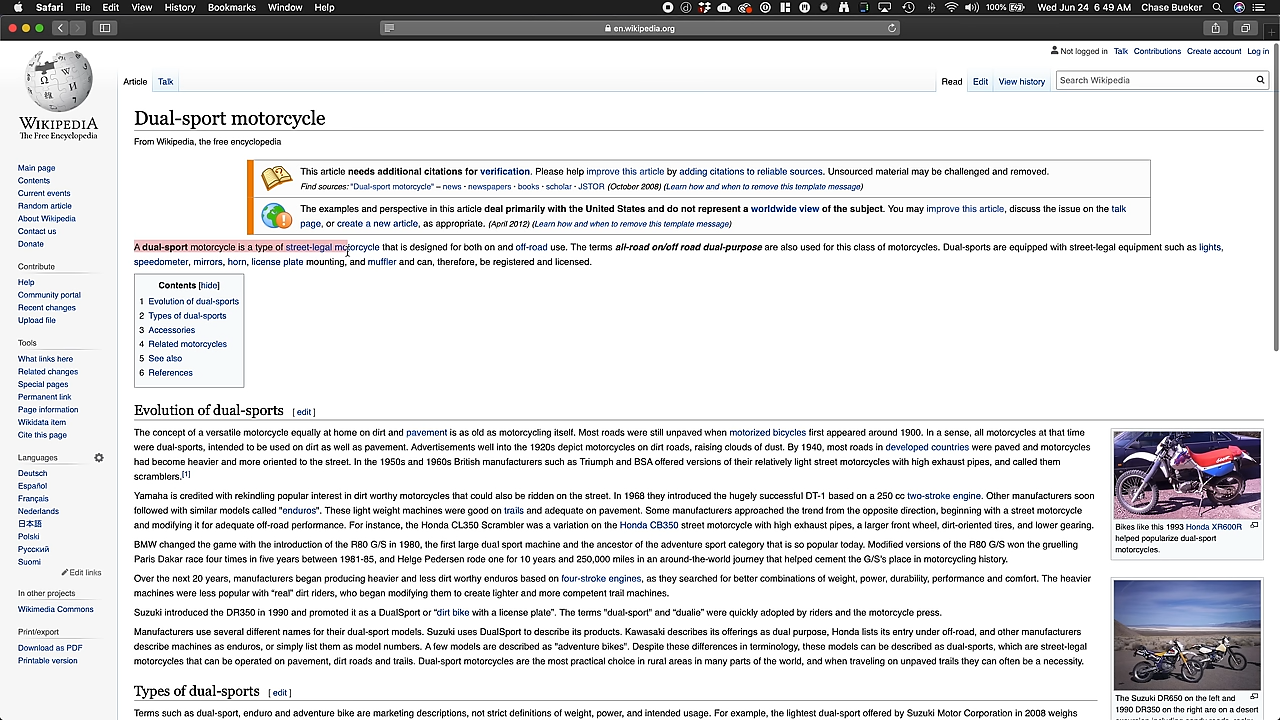 Safari File Edit View History Bookmarks Window Help 100% Wed Jun 24 6:49 AM Chase Bueker
en.wikipedia.org
Not logged in Talk Contributions Create account Log in
Article Talk Read Edit View history Search Wikipedia
WIKIPEDIA
The Free Encyclopedia
Main page
Contents
Current events
Random article
About Wikipedia
Contact us
Donate
Contribute
Help
Community portal
Recent changes
Upload file
Tools
What links here
Related changes
Special pages
Permanent link
Page information
Wikidata item
Cite this page
Languages
Deutsch
Español
Français
Nederlands
日本語
Polski
Русский
Suomi
Edit links
In other projects
Wikimedia Commons
Print/export
Download as PDF
Printable version
Dual-sport motorcycle
From Wikipedia, the free encyclopedia
This article needs additional citations for verification. Please help improve this article by adding citations to reliable sources. Unsourced material may be challenged and removed.
Find sources: "Dual-sport motorcycle" – news · newspapers · books · scholar · JSTOR (October 2008) (Learn how and when to remove this template message)
The examples and perspective in this article deal primarily with the United States and do not represent a worldwide view of the subject. You may improve this article, discuss the issue on the talk
page, or create a new article, as appropriate. (April 2012) (Learn how and when to remove this template message)
A dual-sport motorcycle is a type of street-legal motorcycle that is designed for both on and off-road use. The terms all-road on/off road dual-purpose are also used for this class of motorcycles. Dual-sports are equipped with street-legal equipment such as lights,
speedometer, mirrors, horn, license plate mounting, and muffler and can, therefore, be registered and licensed.
Contents [hide]
1 Evolution of dual-sports
2 Types of dual-sports
3 Accessories
4 Related motorcycles
5 See also
6 References
Evolution of dual-sports [ edit ]
The concept of a versatile motorcycle equally at home on dirt and pavement is as old as motorcycling itself. Most roads were still unpaved when motorized bicycles first appeared around 1900. In a sense, all motorcycles at that time
were dual-sports, intended to be used on dirt as well as pavement. Advertisements well into the 1920s depict motorcycles on dirt roads, raising clouds of dust. By 1940, most roads in developed countries were paved and motorcycles
had become heavier and more oriented to the street. In the 1950s and 1960s British manufacturers such as Triumph and BSA offered versions of their relatively light street motorcycles with high exhaust pipes, and called them
scramblers.[1]
Yamaha is credited with rekindling popular interest in dirt worthy motorcycles that could also be ridden on the street. In 1968 they introduced the hugely successful DT-1 based on a 250 cc two-stroke engine. Other manufacturers soon
followed with similar models called "enduros". These light weight machines were good on trails and adequate on pavement. Some manufacturers approached the trend from the opposite direction, beginning with a street motorcycle
and modifying it for adequate off-road performance. For instance, the Honda CL350 Scrambler was a variation on the Honda CB350 street motorcycle with high exhaust pipes, a larger front wheel, dirt-oriented tires, and lower gearing.
BMW changed the game with the introduction of the R80 G/S in 1980, the first large dual sport machine and the ancestor of the adventure sport category that is so popular today. Modified versions of the R80 G/S won the gruelling
Paris Dakar race four times in five years between 1981-85, and Helge Pedersen rode one for 10 years and 250,000 miles in an around-the-world journey that helped cement the G/S's place in motorcycling history.
Over the next 20 years, manufacturers began producing heavier and less dirt worthy enduros based on four-stroke engines, as they searched for better combinations of weight, power, durability, performance and comfort. The heavier
machines were less popular with "real" dirt riders, who began modifying them to create lighter and more competent trail machines.
Suzuki introduced the DR350 in 1990 and promoted it as a DualSport or "dirt bike with a license plate". The terms "dual-sport" and "dualie" were quickly adopted by riders and the motorcycle press.
Manufacturers use several different names for their dual-sport models. Suzuki uses DualSport to describe its products. Kawasaki describes its offerings as dual purpose, Honda lists its entry under off-road, and other manufacturers
describe machines as enduros, or simply list them as model numbers. A few models are described as "adventure bikes". Despite these differences in terminology, these models can be described as dual-sports, which are street-legal
motorcycles that can be operated on pavement, dirt roads and trails. Dual-sport motorcycles are the most practical choice in rural areas in many parts of the world, and when traveling on unpaved trails they can often be a necessity.
Bikes like this 1993 Honda XR600R
helped popularize dual-sport
motorcycles.
The Suzuki DR650 on the left and
1990 DR350 on the right are on a desert
Types of dual-sports [ edit ]
Terms such as dual-sport, enduro and adventure bike are marketing descriptions, not strict definitions of weight, power, and intended usage. For example, the lightest dual-sport offered by Suzuki Motor Corporation in 2008 weighs